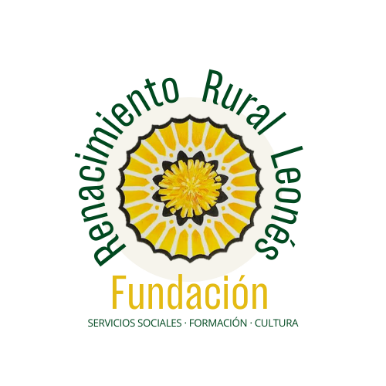 Renacimiento Rural Leonés
Fundación
SERVICIOS SOCIALES · FORMACIÓN · CULTURA